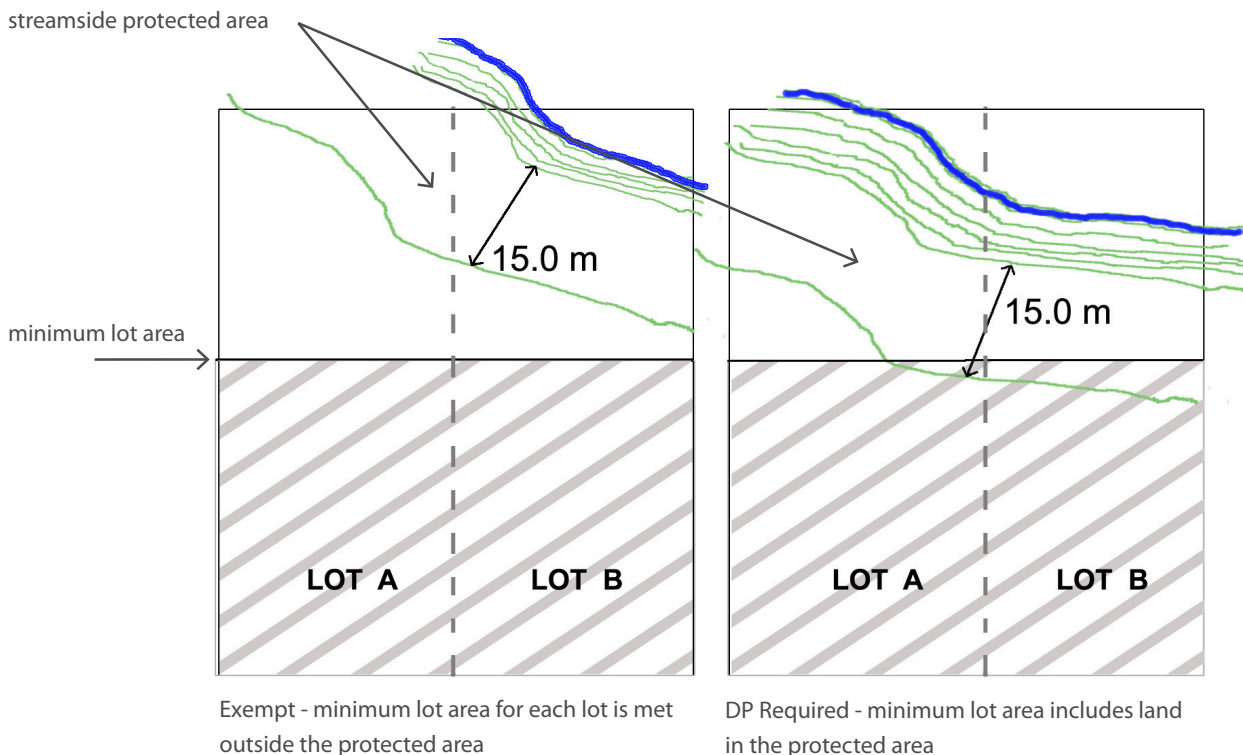 streamside protected area
15.0 m
15.0 m
minimum lot area
LOT A
LOT B
LOT A
LOT B
Exempt - minimum lot area for each lot is met
outside the protected area
DP Required - minimum lot area includes land
in the protected area